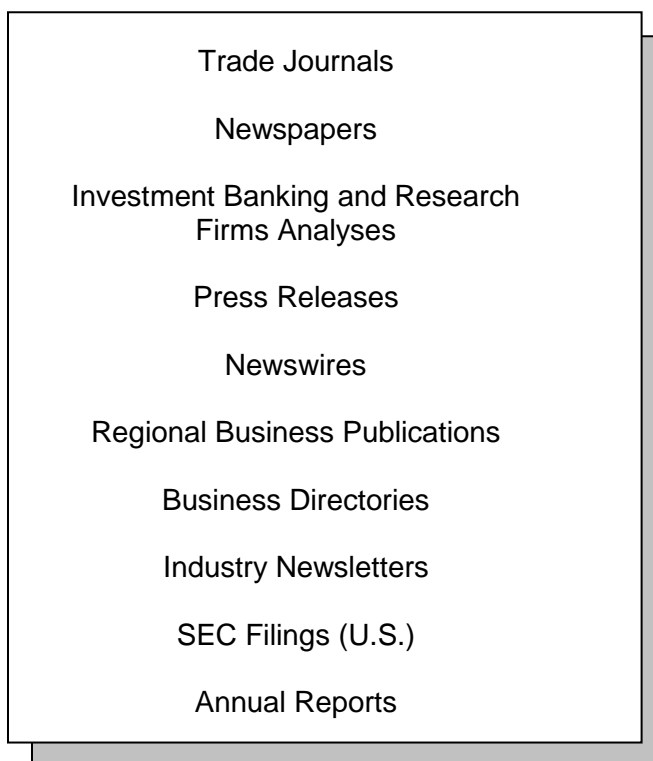 Trade Journals
Newspapers
Investment Banking and Research
Firms Analyses
Press Releases
Newswires
Regional Business Publications
Business Directories
Industry Newsletters
SEC Filings (U.S.)
Annual Reports